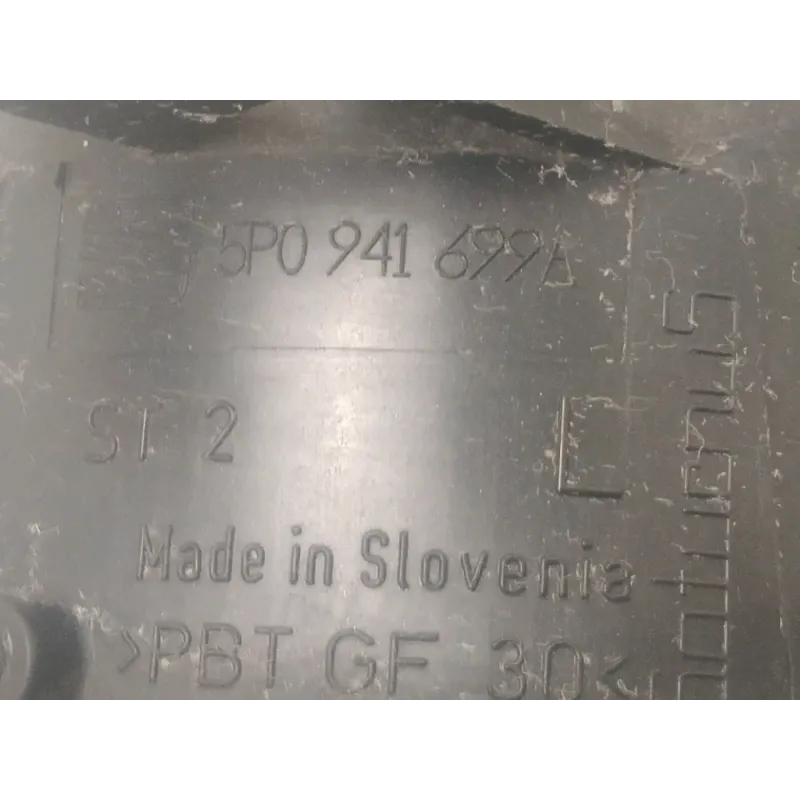 5P0 941 699A
ST 2
L
Made in Slovenia
>PBT GF 30<